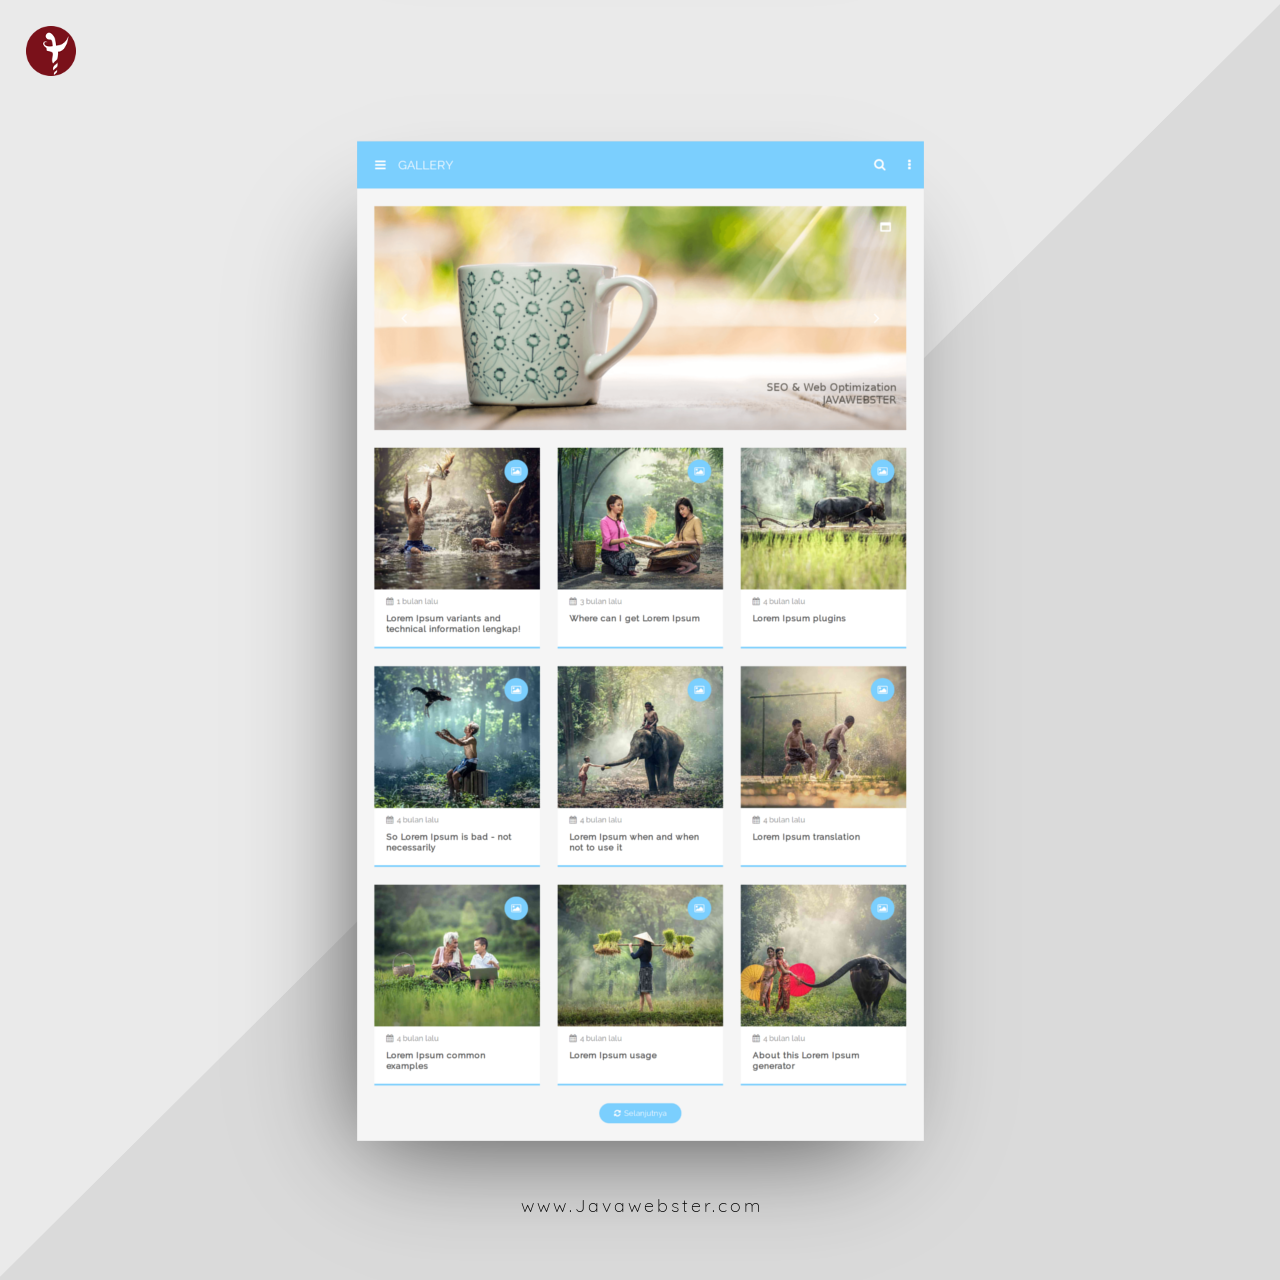 GALLERY
SEO & Web Optimization
JAVAWEBSTER
1 bulan lalu
Lorem Ipsum variants and
technical information lengkap!
3 bulan lalu
Where can I get Lorem Ipsum
4 bulan lalu
Lorem Ipsum plugins
4 bulan lalu
So Lorem Ipsum is bad - not
necessarily
4 bulan lalu
Lorem Ipsum when and when
not to use it
4 bulan lalu
Lorem Ipsum translation
4 bulan lalu
Lorem Ipsum common
examples
4 bulan lalu
Lorem Ipsum usage
4 bulan lalu
About this Lorem Ipsum
generator
Selanjutnya
www.Javawebster.com